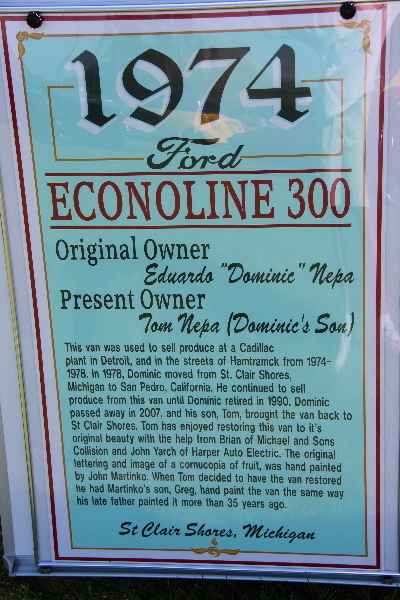 1974
Ford
ECONOLINE 300
Original Owner
Eduardo "Dominic" Nepa
Present Owner
Tom Nepa (Dominic's Son)
This van was used to sell produce at a Cadillac
plant in Detroit, and in the streets of Hamtramck from 1974-
1978. In 1978, Dominic moved from St. Clair Shores,
Michigan to San Pedro, California. He continued to sell
produce from this van until Dominic retired in 1990. Dominic
passed away in 2007, and his son, Tom, brought the van back to
St Clair Shores. Tom has enjoyed restoring this van to it's
original beauty with the help from Brian of Michael and Sons
Collision and John Yarch of Harper Auto Electric. The original
lettering and image of a cornucopia of fruit, was hand painted
by John Martinko. When Tom decided to have the van restored
he had Martinko's son, Greg, hand paint the van the same way
his late father painted it more than 35 years ago.
St Clair Shores, Michigan